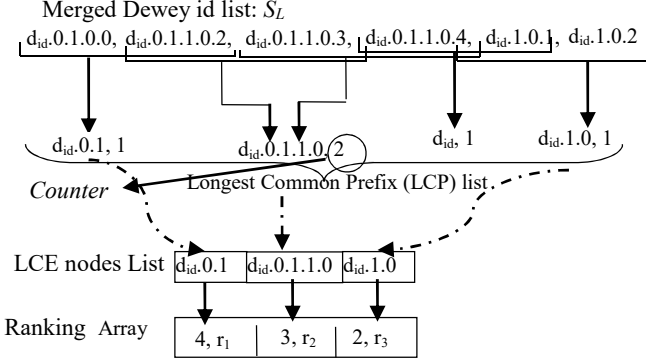 Merged Dewey id list: S_L
d_id.0.1.0.0, d_id.0.1.1.0.2, d_id.0.1.1.0.3, d_id.0.1.1.0.4, d_id.1.0.1, d_id.1.0.2
d_id.0.1, 1 d_id.0.1.1.0, 2 d_id, 1 d_id.1.0, 1
Counter Longest Common Prefix (LCP) list
LCE nodes List d_id.0.1 d_id.0.1.1.0 d_id.1.0
Ranking Array 4, r_1 3, r_2 2, r_3